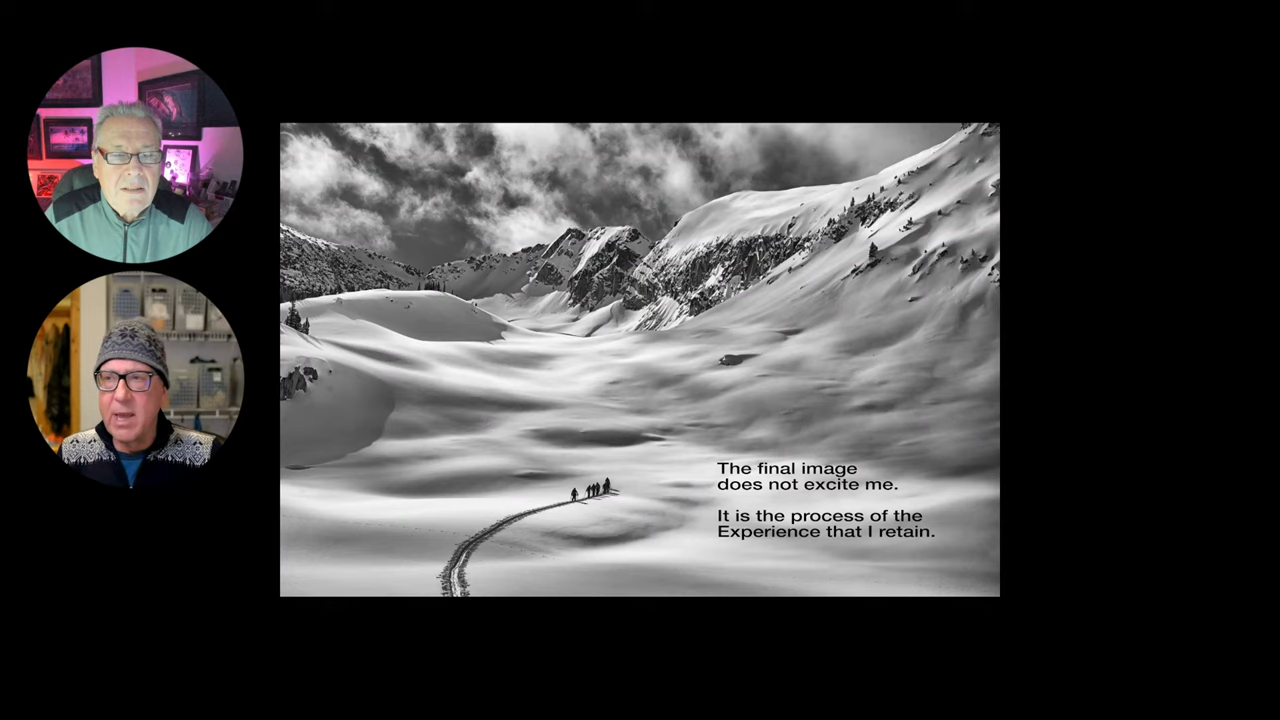 The final image
does not excite me.
It is the process of the
Experience that I retain.